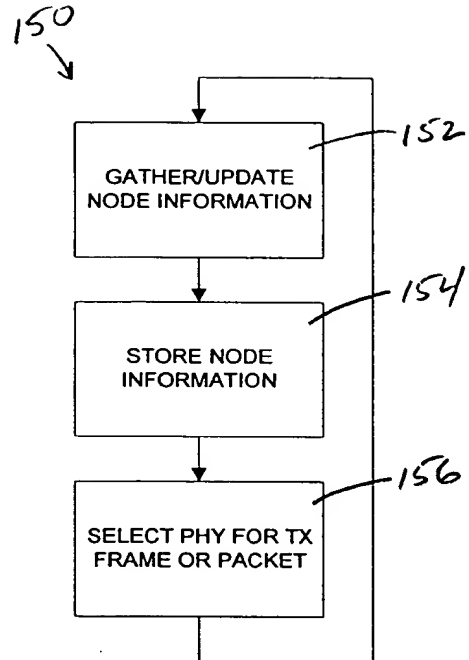 150
152
GATHER/UPDATE
NODE INFORMATION
154
STORE NODE
INFORMATION
156
SELECT PHY FOR TX
FRAME OR PACKET